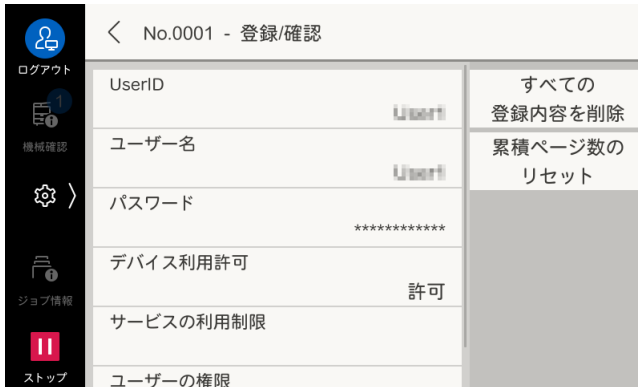 No.0001 - 登録/確認
ログアウト
1
機械確認
ジョブ情報
ストップ
UserID
ユーザー名
パスワード
************
デバイス利用許可
許可
サービスの利用制限
ユーザーの権限
すべての
登録内容を削除
累積ページ数の
リセット